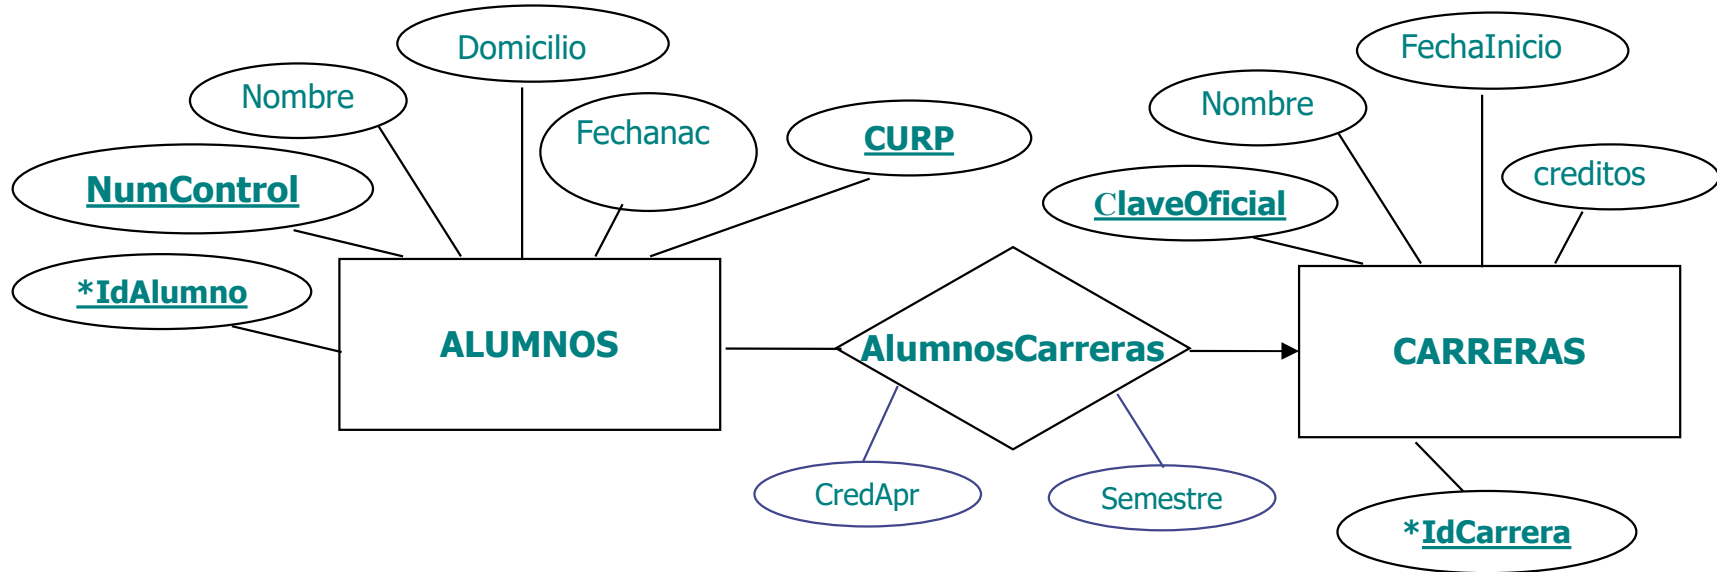 Domicilio
FechaInicio
Nombre
Nombre
Fechanac
CURP
creditos
NumControl
ClaveOficial
*IdAlumno
ALUMNOS
AlumnosCarreras
CARRERAS
CredApr
Semestre
*IdCarrera